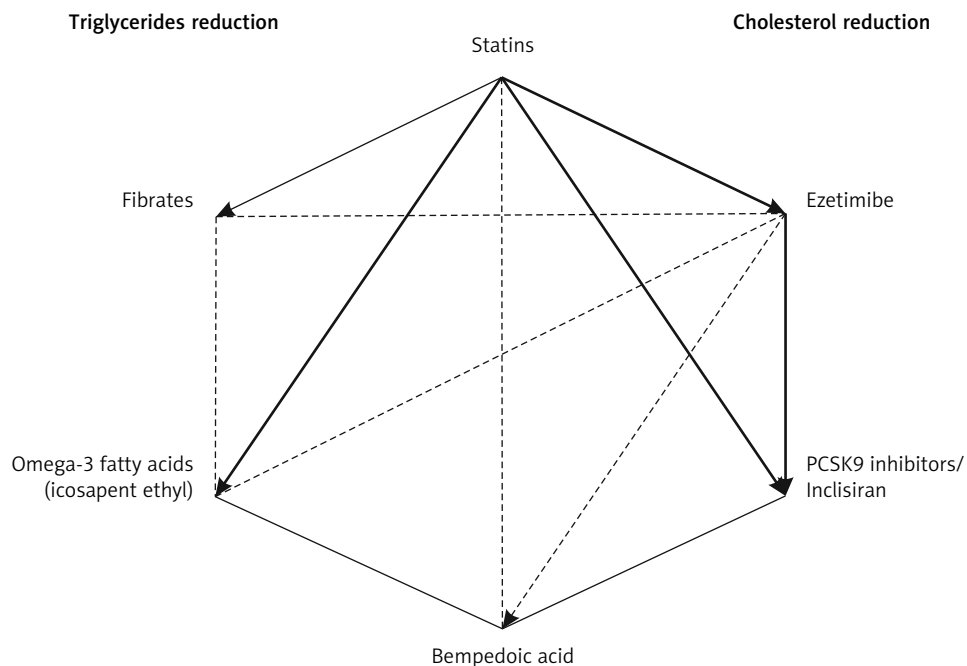 Triglycerides reduction
Cholesterol reduction
Statins
Fibrates
Ezetimibe
Omega-3 fatty acids
(icosapent ethyl)
PCSK9 inhibitors/
Inclisiran
Bempedoic acid